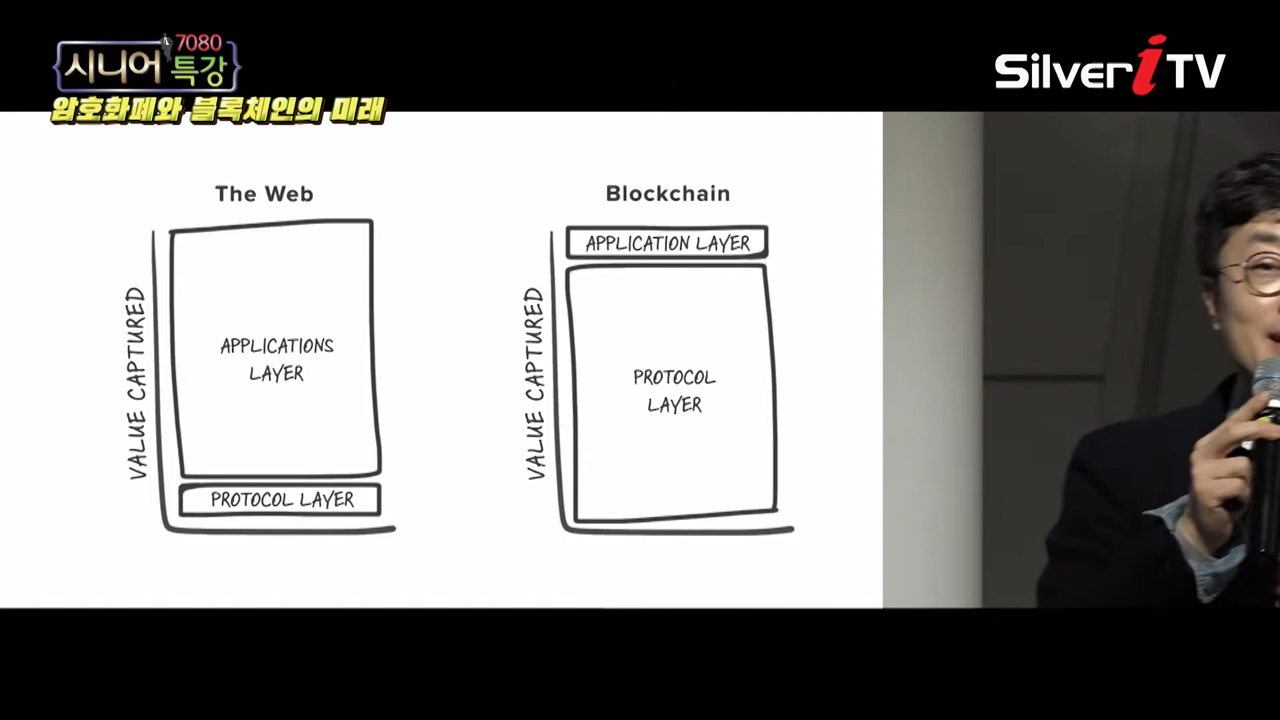 7080
시니어 특강
암호화폐와 블록체인의 미래
Silver i TV
The Web
VALUE CAPTURED
APPLICATIONS
LAYER
PROTOCOL LAYER
Blockchain
VALUE CAPTURED
APPLICATION LAYER
PROTOCOL
LAYER